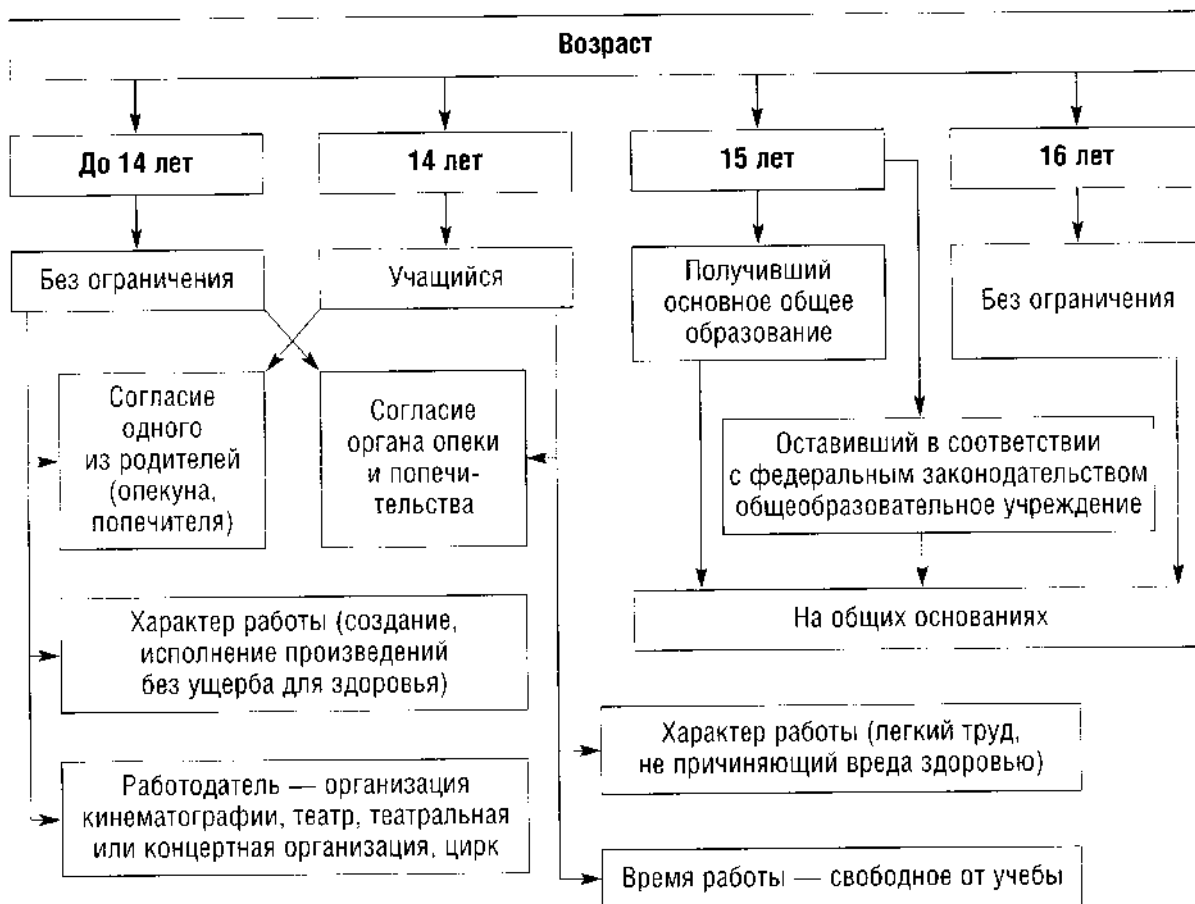 Возраст
До 14 лет
14 лет
15 лет
16 лет
Без ограничения
Учащийся
Получивший
основное общее
образование
Без ограничения
Согласие
одного
из родителей
(опекуна,
попечителя)
Согласие
органа опеки
и попечи-
тельства
Оставивший в соответствии
с федеральным законодательством
общеобразовательное учреждение
На общих основаниях
Характер работы (создание,
исполнение произведений
без ущерба для здоровья)
Характер работы (легкий труд,
не причиняющий вреда здоровью)
Работодатель — организация
кинематографии, театр, театральная
или концертная организация, цирк
Время работы — свободное от учебы